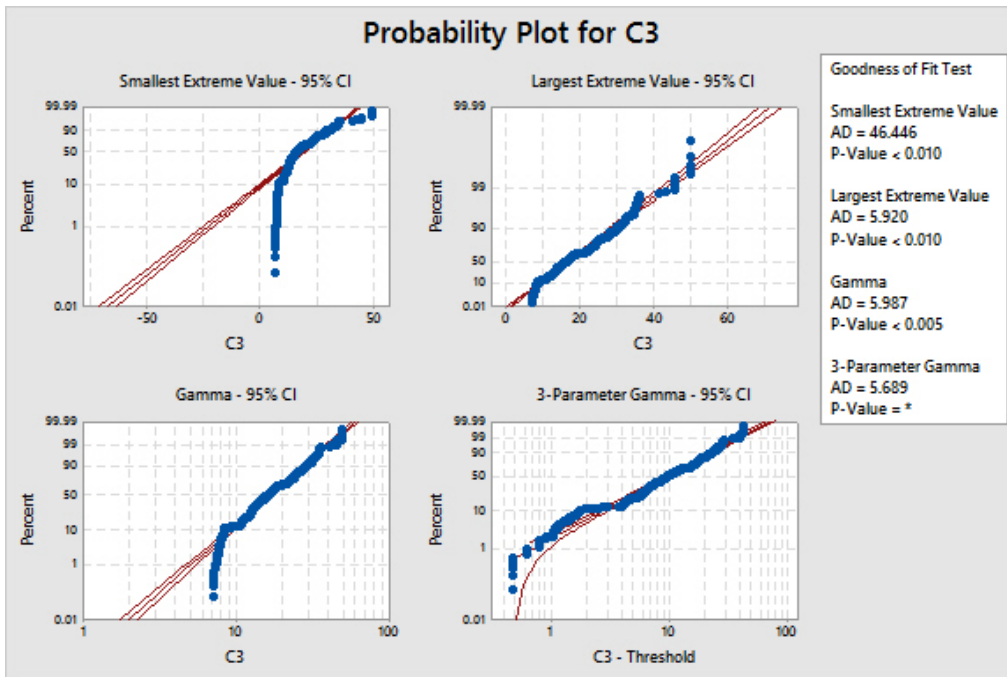 Probability Plot for C3
Smallest Extreme Value - 95% CI
99.99
90
50
10
1
0.01
Percent
-50
0
50
C3
Largest Extreme Value - 95% CI
99.99
99
90
50
10
0.01
Percent
0
20
40
60
C3
Gamma - 95% CI
99.99
99
90
50
10
1
0.01
Percent
1
10
100
C3
3-Parameter Gamma - 95% CI
99.99
99
90
50
10
1
0.01
Percent
1
10
100
C3 - Threshold
Goodness of Fit Test
Smallest Extreme Value
AD = 46.446
P-Value < 0.010
Largest Extreme Value
AD = 5.920
P-Value < 0.010
Gamma
AD = 5.987
P-Value < 0.005
3-Parameter Gamma
AD = 5.689
P-Value = *